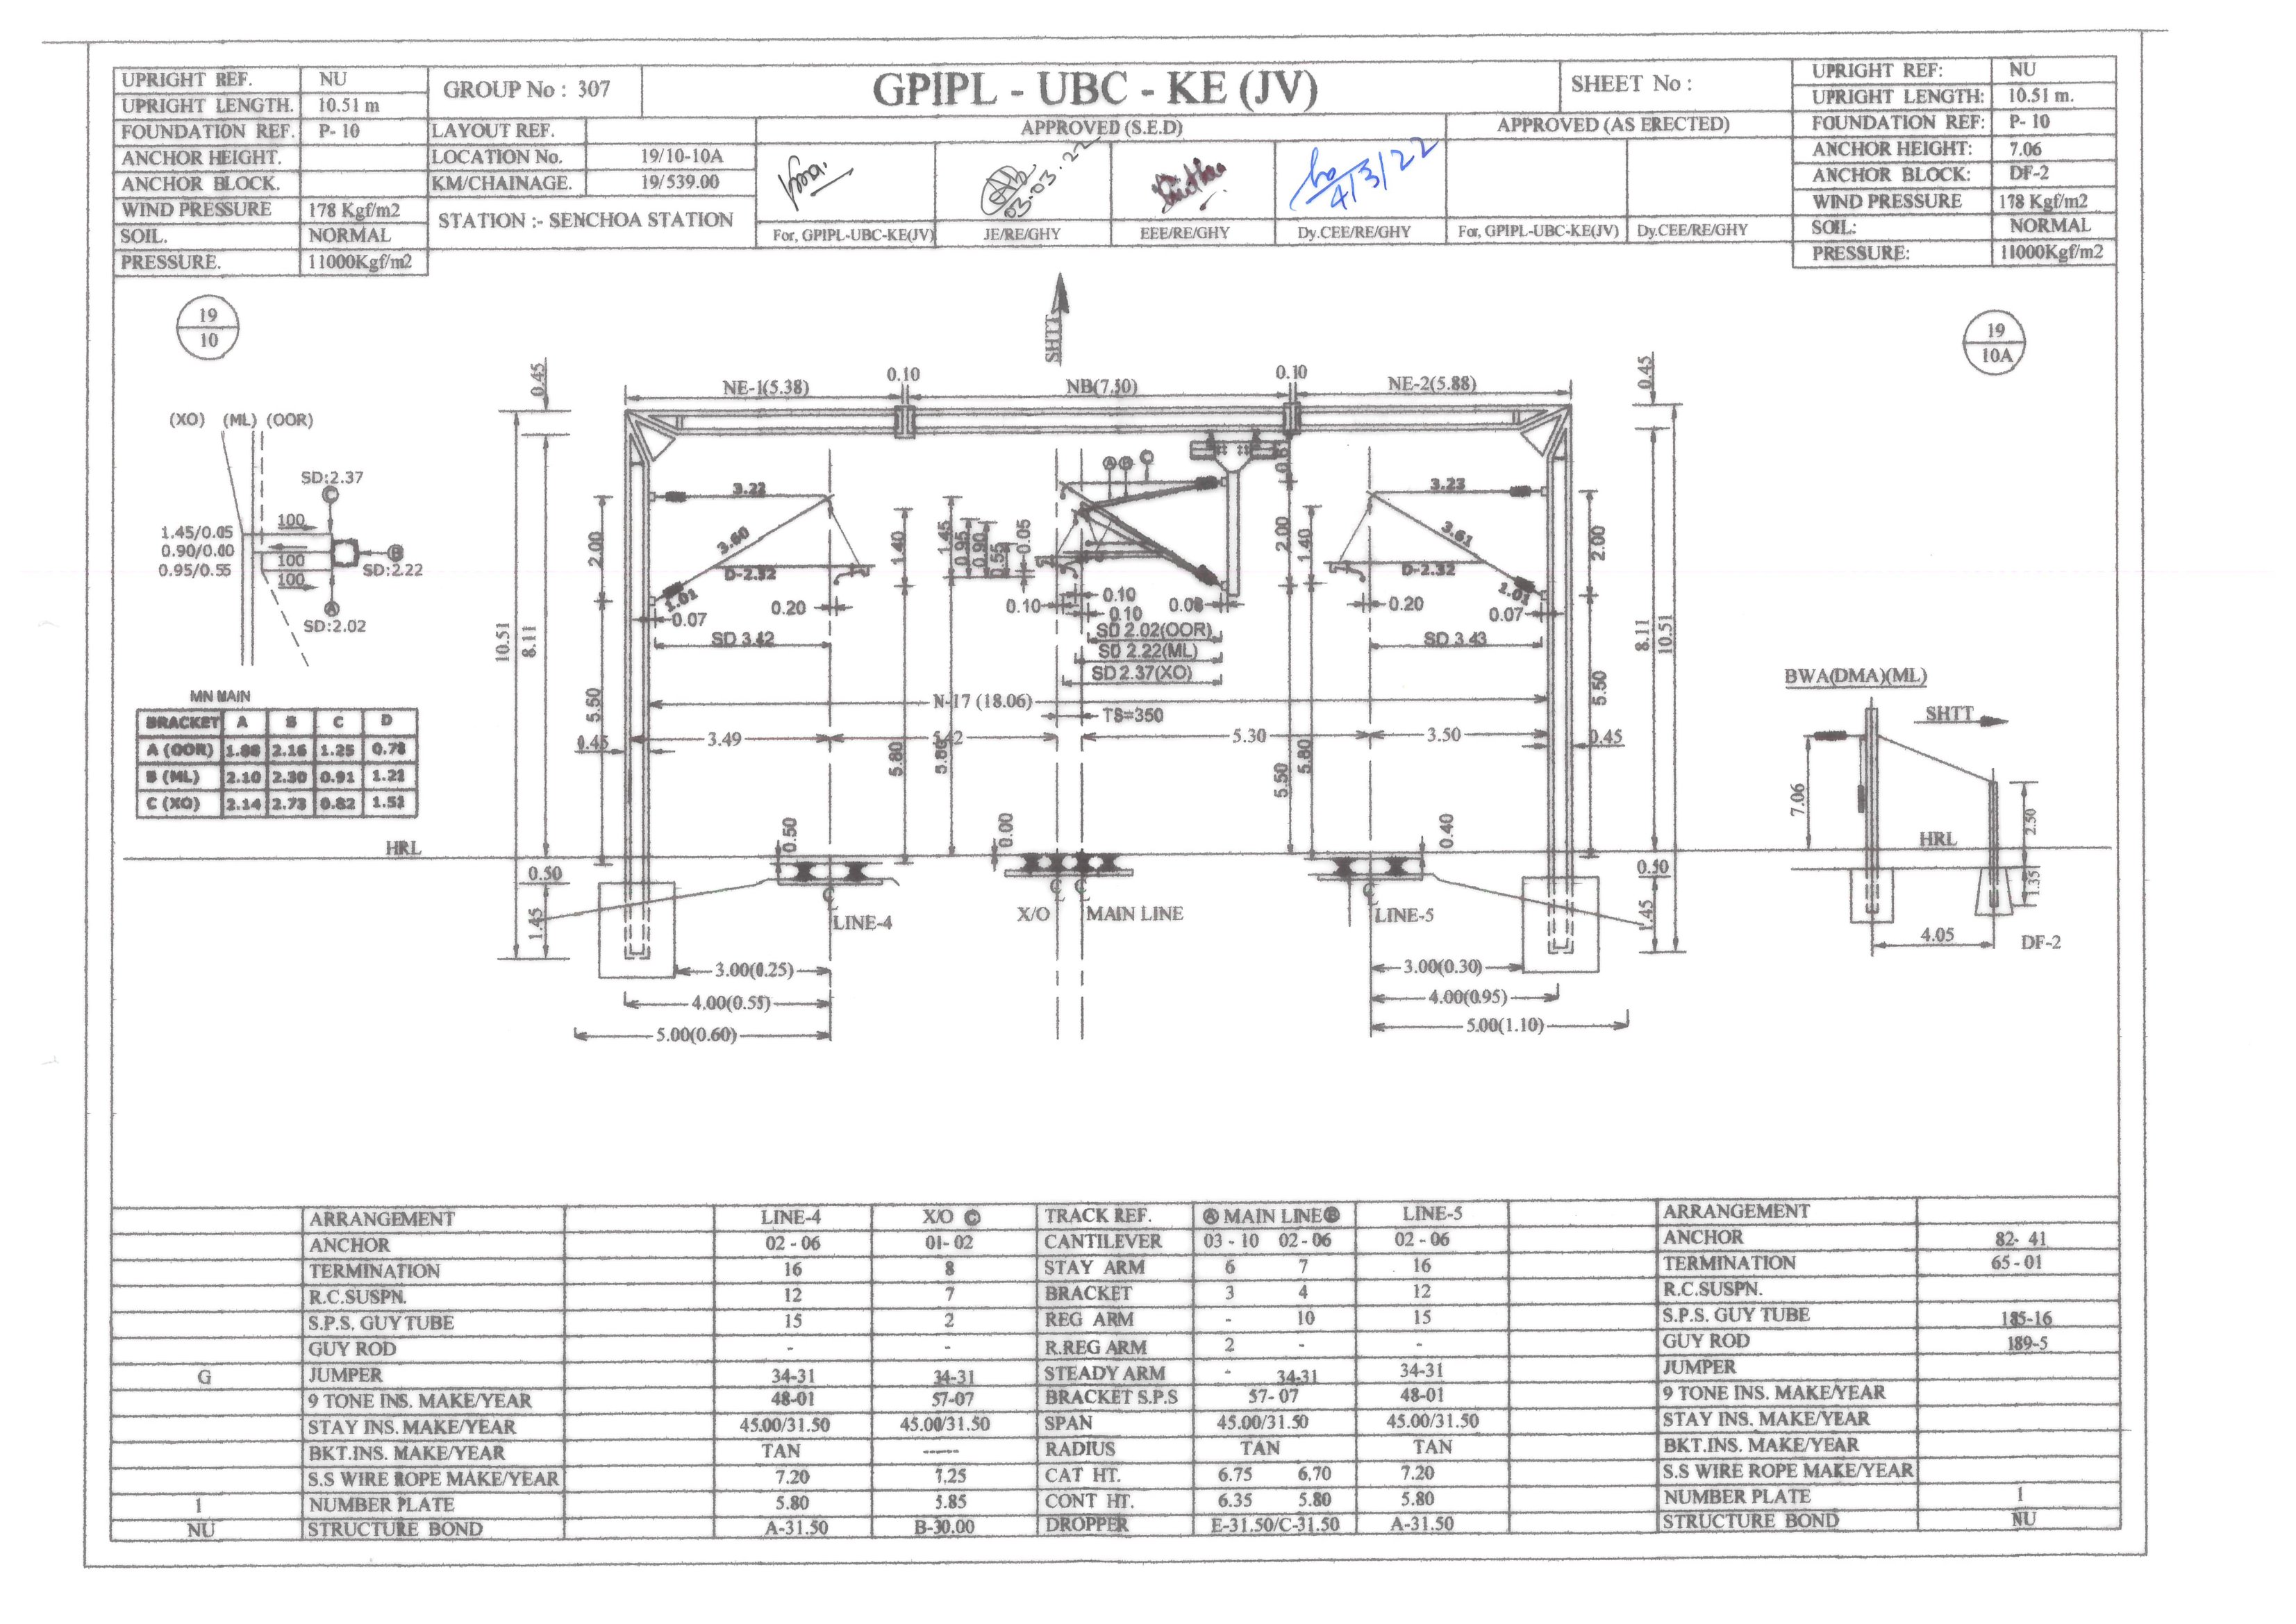 UPRIGHT REF. NU
UPRIGHT LENGTH. 10.51 m
FOUNDATION REF. P- 10
ANCHOR HEIGHT.
ANCHOR BLOCK.
WIND PRESSURE 178 Kgf/m2
SOIL. NORMAL
PRESSURE. 11000Kgf/m2
GROUP No : 307
LAYOUT REF.
LOCATION No. 19/10-10A
KM/CHAINAGE. 19/539.00
STATION :- SENCHOA STATION
GPIPL - UBC - KE (JV)
SHEET No :
APPROVED (S.E.D)
APPROVED (AS ERECTED)
03.03.22
4/3/22
For, GPIPL-UBC-KE(JV) JE/RE/GHY EEE/RE/GHY Dy.CEE/RE/GHY For, GPIPL-UBC-KE(JV) Dy.CEE/RE/GHY
UPRIGHT REF: NU
UPRIGHT LENGTH: 10.51 m.
FOUNDATION REF: P- 10
ANCHOR HEIGHT: 7.06
ANCHOR BLOCK: DF-2
WIND PRESSURE 178 Kgf/m2
SOIL: NORMAL
PRESSURE: 11000Kgf/m2
19
10
SHTT
19
10A
(XO) (ML) (OOR)
SD:2.37
C
1.45/0.05 100
0.90/0.00 100 B
0.95/0.55 100 SD:2.22
A
SD:2.02
MN MAIN
BRACKET A B C D
A (OOR) 1.88 2.16 1.25 0.78
B (ML) 2.10 2.30 0.91 1.21
C (XO) 2.14 2.73 0.82 1.51
HRL
0.45 NE-1(5.38) 0.10 NB(7.50) 0.10 NE-2(5.88) 0.45
A B C
3.22 3.23
2.00 3.60 1.40 1.45 0.95 0.90 0.55 0.05 2.00 1.40 3.61 2.00
D-2.32 D-2.32
1.01 0.20 0.10 0.10 0.08 0.20 1.01
0.07 0.10 0.07
10.51 8.11 8.11 10.51
SD 3.42 SD 2.02(OOR) SD 3.43
SD 2.22(ML)
SD 2.37(XO)
5.50 N-17 (18.06) 5.50
TS=350
0.45 3.49 5.42 5.30 3.50 0.45
5.80 5.80 5.50 5.80
0.50 0.00 0.40
0.50 0.50
1.45 1.45
LINE-4 X/O MAIN LINE LINE-5
3.00(0.25) 3.00(0.30)
4.00(0.55) 4.00(0.95)
5.00(0.60) 5.00(1.10)
BWA(DMA)(ML)
SHTT
7.06 2.50
HRL
1.35
4.05 DF-2
ARRANGEMENT LINE-4 X/O C TRACK REF. A MAIN LINE B LINE-5 ARRANGEMENT
ANCHOR 02 - 06 01- 02 CANTILEVER 03 - 10 02 - 06 02 - 06 ANCHOR 82- 41
TERMINATION 16 8 STAY ARM 6 7 16 TERMINATION 65 - 01
R.C.SUSPN. 12 7 BRACKET 3 4 12 R.C.SUSPN.
S.P.S. GUY TUBE 15 2 REG ARM - 10 15 S.P.S. GUY TUBE 185-16
GUY ROD - - R.REG ARM 2 - - GUY ROD 189-5
G JUMPER 34-31 34-31 STEADY ARM - 34-31 34-31 JUMPER
9 TONE INS. MAKE/YEAR 48-01 57-07 BRACKET S.P.S 57- 07 48-01 9 TONE INS. MAKE/YEAR
STAY INS. MAKE/YEAR 45.00/31.50 45.00/31.50 SPAN 45.00/31.50 45.00/31.50 STAY INS. MAKE/YEAR
BKT.INS. MAKE/YEAR TAN ----- RADIUS TAN TAN BKT.INS. MAKE/YEAR
S.S WIRE ROPE MAKE/YEAR 7.20 7.25 CAT HT. 6.75 6.70 7.20 S.S WIRE ROPE MAKE/YEAR
1 NUMBER PLATE 5.80 5.85 CONT HT. 6.35 5.80 5.80 NUMBER PLATE 1
NU STRUCTURE BOND A-31.50 B-30.00 DROPPER E-31.50/C-31.50 A-31.50 STRUCTURE BOND NU